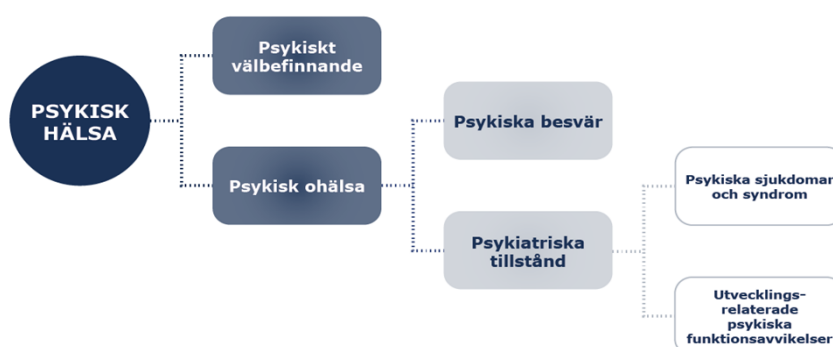 Psykiskt
välbefinnande
PSYKISK
HÄLSA
Psykisk ohälsa
Psykiska besvär
Psykiatriska
tillstånd
Psykiska sjukdomar
och syndrom
Utvecklings-
relaterade
psykiska
funktionsavvikelser